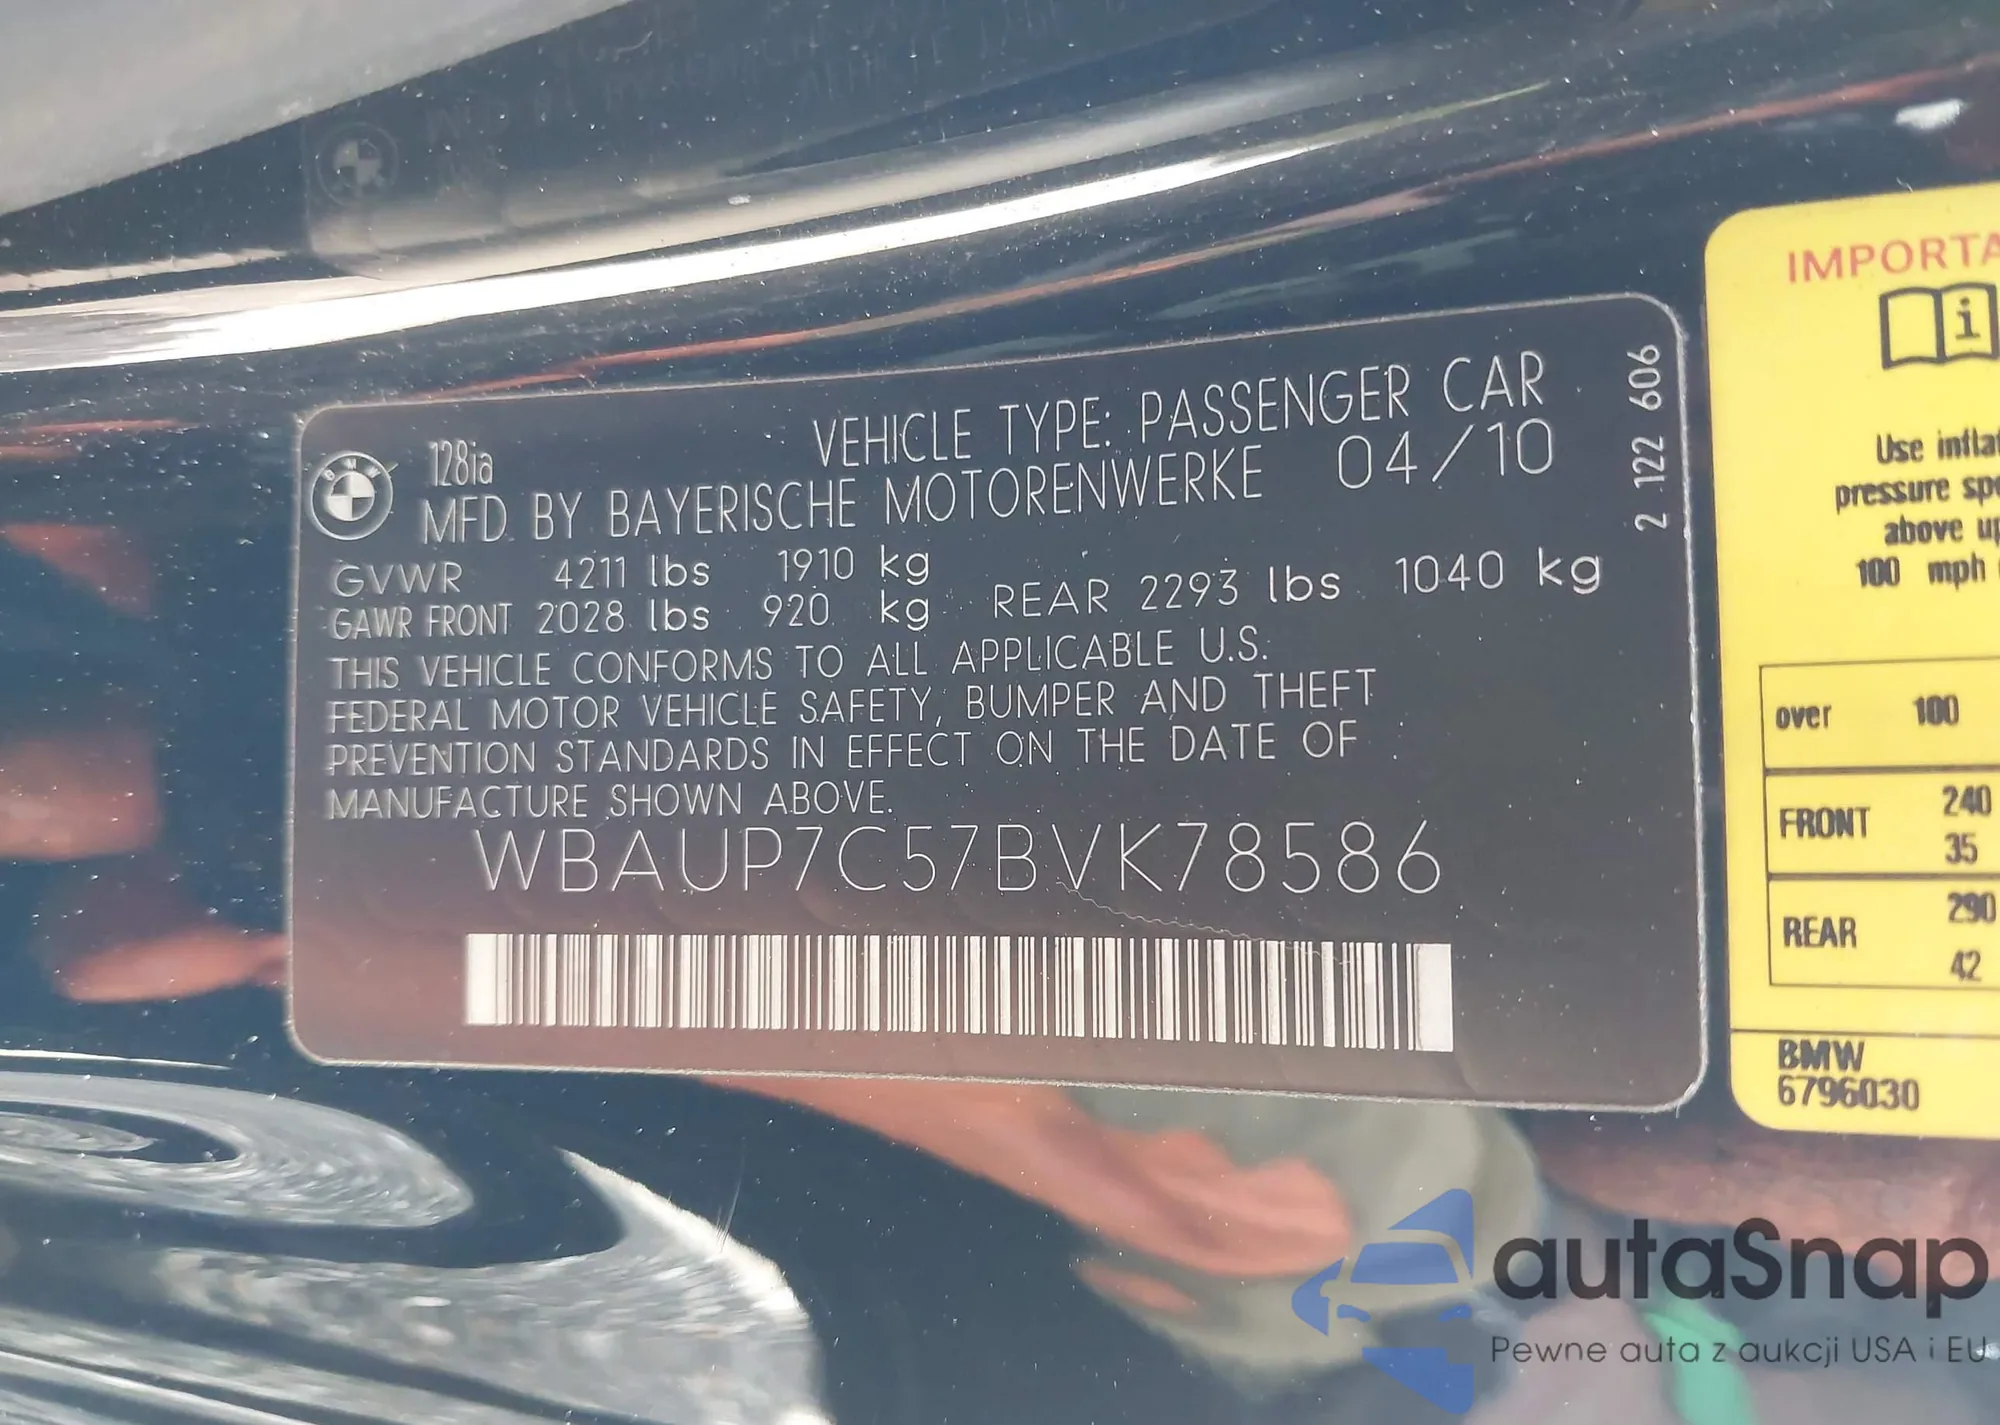 VEHICLE TYPE: PASSENGER CAR
128ia
MFD. BY BAYERISCHE MOTORENWERKE 04/10
GVWR 4211 lbs 1910 kg
GAWR FRONT 2028 lbs 920 kg REAR 2293 lbs 1040 kg
THIS VEHICLE CONFORMS TO ALL APPLICABLE U.S.
FEDERAL MOTOR VEHICLE SAFETY, BUMPER AND THEFT
PREVENTION STANDARDS IN EFFECT ON THE DATE OF
MANUFACTURE SHOWN ABOVE.
WBAUP7C57BVK78586
2 122 606
BMW
IMPORTA
Use inflat
pressure spe
above up
100 mph
over 100
FRONT 240
35
REAR 290
42
BMW
6796030
autaSnap
Pewne auta z aukcji USA i EU